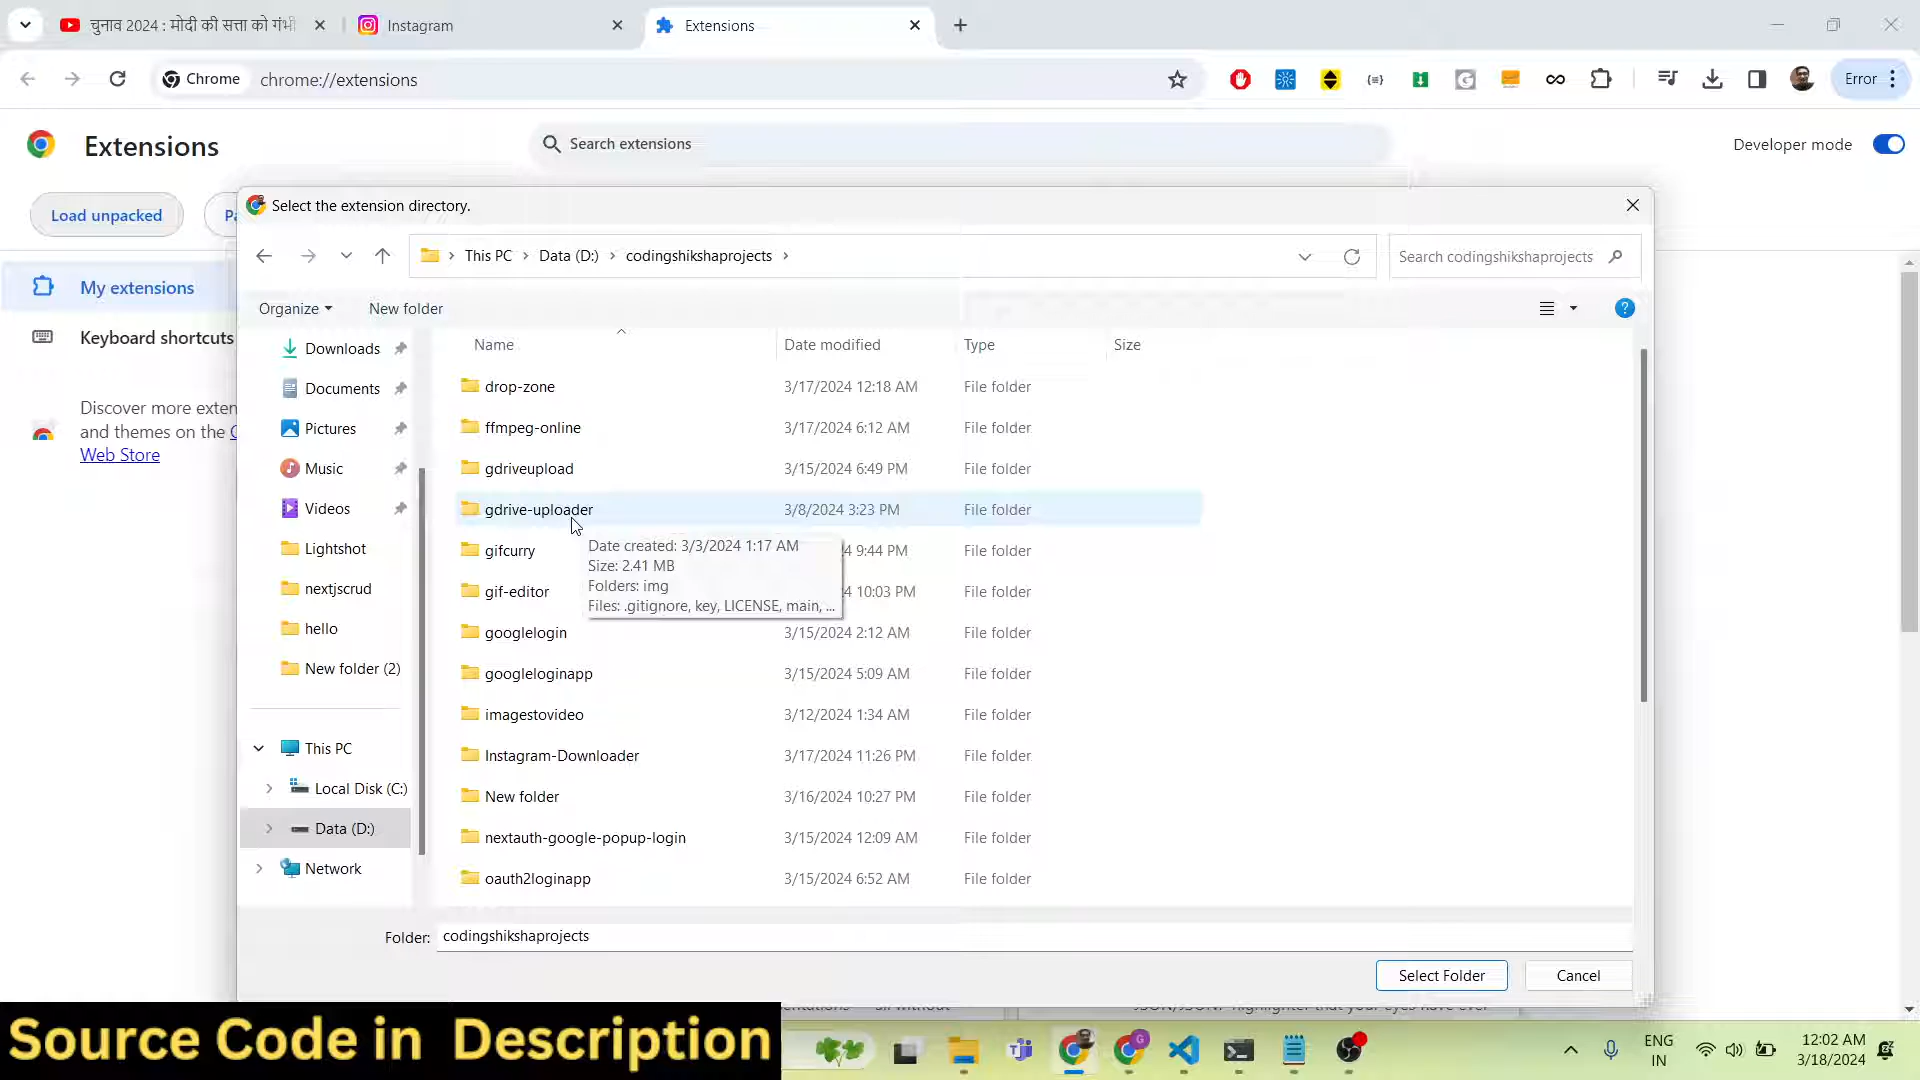 चुनाव 2024 : मोदी की सत्ता को गंभी
Instagram
Extensions
Chrome
chrome://extensions
Error
Extensions
Search extensions
Developer mode
Load unpacked
Pa
Select the extension directory.
This PC > Data (D:) > codingshikshaprojects >
Search codingshikshaprojects
My extensions
Keyboard shortcuts
Discover more exten
and themes on the C
Web Store
Organize
New folder
Downloads
Documents
Pictures
Music
Videos
Lightshot
nextjscrud
hello
New folder (2)
This PC
Local Disk (C:)
Data (D:)
Network
Name Date modified Type Size
drop-zone 3/17/2024 12:18 AM File folder
ffmpeg-online 3/17/2024 6:12 AM File folder
gdriveupload 3/15/2024 6:49 PM File folder
gdrive-uploader 3/8/2024 3:23 PM File folder
gifcurry 4 9:44 PM File folder
gif-editor 4 10:03 PM File folder
googlelogin 3/15/2024 2:12 AM File folder
googleloginapp 3/15/2024 5:09 AM File folder
imagestovideo 3/12/2024 1:34 AM File folder
Instagram-Downloader 3/17/2024 11:26 PM File folder
New folder 3/16/2024 10:27 PM File folder
nextauth-google-popup-login 3/15/2024 12:09 AM File folder
oauth2loginapp 3/15/2024 6:52 AM File folder
Date created: 3/3/2024 1:17 AM
Size: 2.41 MB
Folders: img
Files: .gitignore, key, LICENSE, main, ...
Folder: codingshikshaprojects
Select Folder
Cancel
Source Code in Description
ENG
IN
12:02 AM
3/18/2024